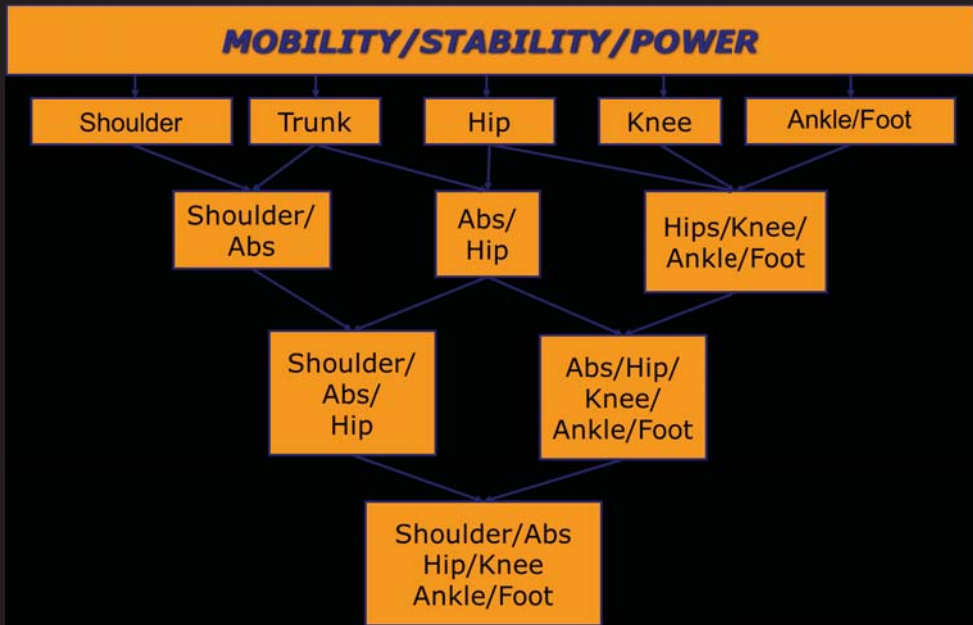 MOBILITY/STABILITY/POWER
Shoulder
Trunk
Hip
Knee
Ankle/Foot
Shoulder/
Abs
Abs/
Hip
Hips/Knee/
Ankle/Foot
Shoulder/
Abs/
Hip
Abs/Hip/
Knee/
Ankle/Foot
Shoulder/Abs
Hip/Knee
Ankle/Foot